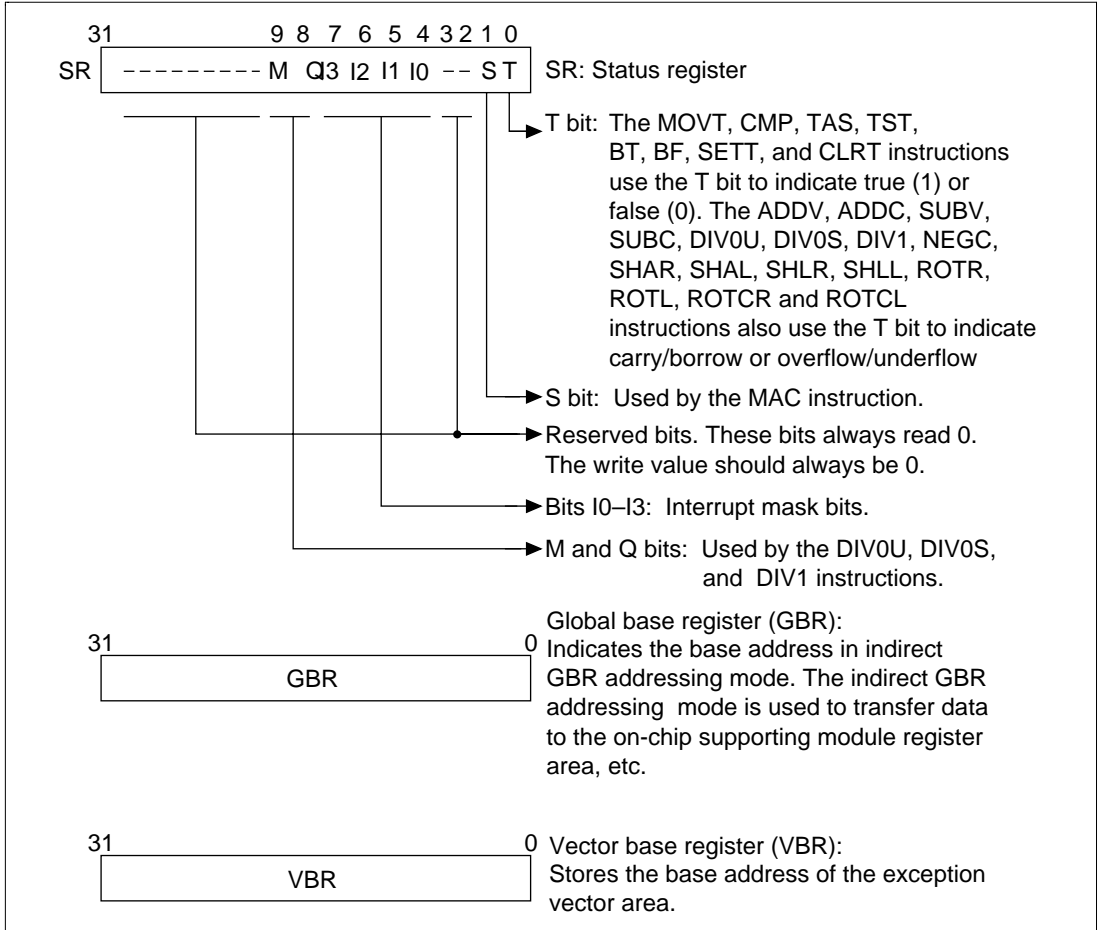 31 9 8 7 6 5 4 3 2 1 0
SR ---------- M Q I3 I2 I1 I0 -- S T SR: Status register
T bit: The MOVT, CMP, TAS, TST,
BT, BF, SETT, and CLRT instructions
use the T bit to indicate true (1) or
false (0). The ADDV, ADDC, SUBV,
SUBC, DIV0U, DIV0S, DIV1, NEGC,
SHAR, SHAL, SHLR, SHLL, ROTR,
ROTL, ROTCR and ROTCL
instructions also use the T bit to indicate
carry/borrow or overflow/underflow
S bit: Used by the MAC instruction.
Reserved bits. These bits always read 0.
The write value should always be 0.
Bits I0–I3: Interrupt mask bits.
M and Q bits: Used by the DIV0U, DIV0S,
and DIV1 instructions.
Global base register (GBR):
31 0 Indicates the base address in indirect
GBR GBR addressing mode. The indirect GBR
addressing mode is used to transfer data
to the on-chip supporting module register
area, etc.
31 0 Vector base register (VBR):
VBR Stores the base address of the exception
vector area.